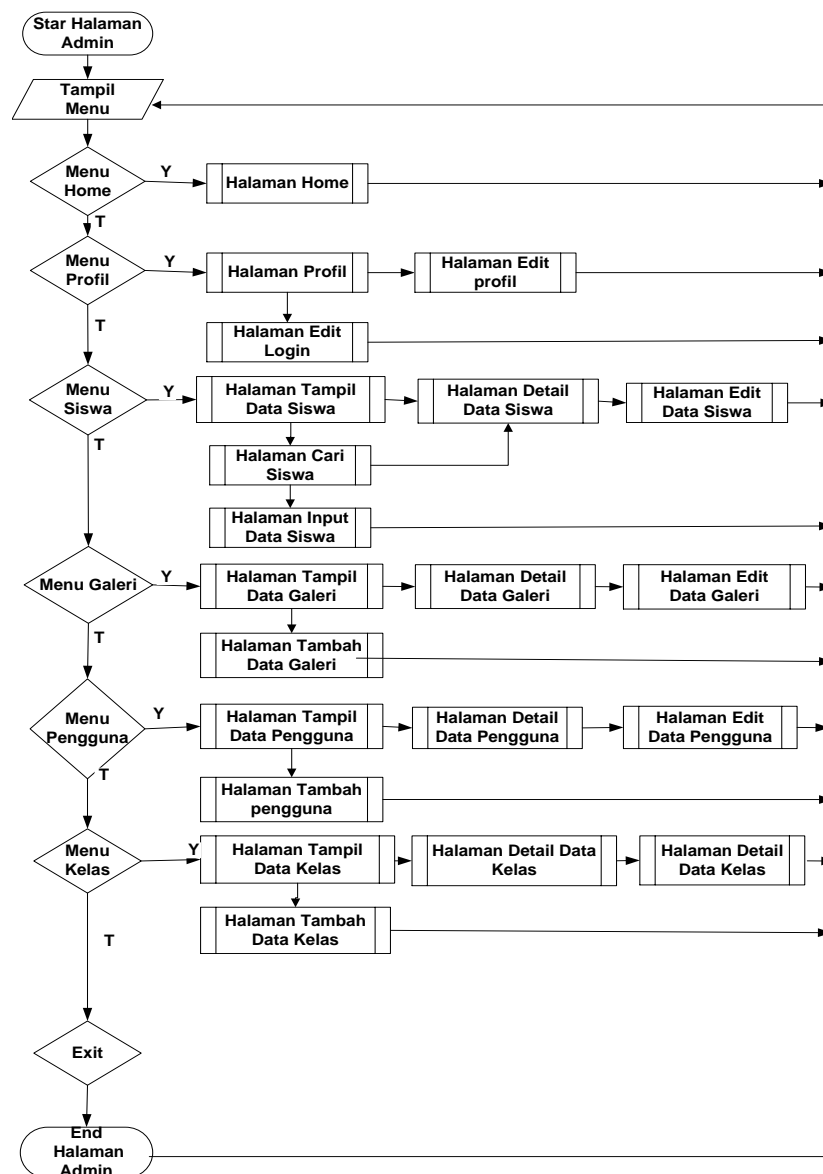 Star Halaman
Admin
Tampil
Menu
Menu
Home
Y
Halaman Home
T
Menu
Profil
Y
Halaman Profil
Halaman Edit
profil
T
Halaman Edit
Login
Menu
Siswa
Y
Halaman Tampil
Data Siswa
Halaman Detail
Data Siswa
Halaman Edit
Data Siswa
T
Halaman Cari
Siswa
Halaman Input
Data Siswa
Menu Galeri
Y
Halaman Tampil
Data Galeri
Halaman Detail
Data Galeri
Halaman Edit
Data Galeri
T
Halaman Tambah
Data Galeri
Menu
Pengguna
Y
Halaman Tampil
Data Pengguna
Halaman Detail
Data Pengguna
Halaman Edit
Data Pengguna
T
Halaman Tambah
pengguna
Menu
Kelas
Y
Halaman Tampil
Data Kelas
Halaman Detail Data
Kelas
Halaman Detail
Data Kelas
Halaman Tambah
Data Kelas
T
Exit
End
Halaman
Admin